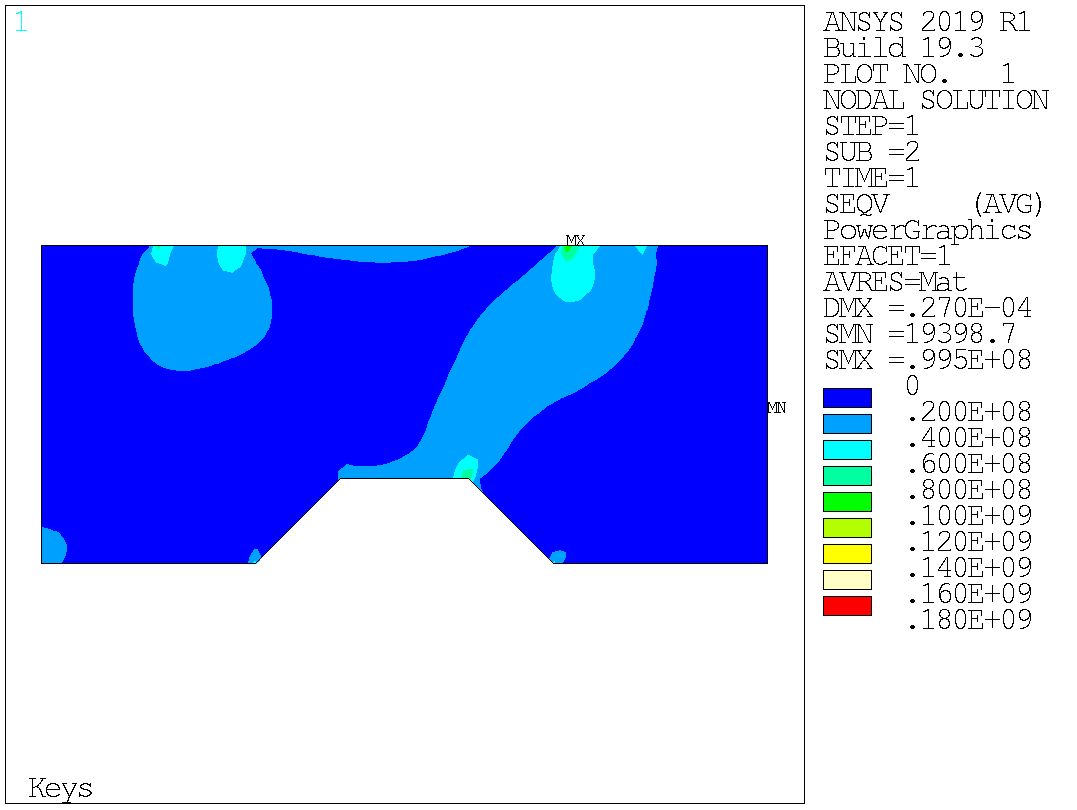 1
ANSYS 2019 R1
Build 19.3
PLOT NO.   1
NODAL SOLUTION
STEP=1
SUB =2
TIME=1
SEQV     (AVG)
PowerGraphics
EFACET=1
AVRES=Mat
DMX =.270E-04
SMN =19398.7
SMX =.995E+08
0
.200E+08
.400E+08
.600E+08
.800E+08
.100E+09
.120E+09
.140E+09
.160E+09
.180E+09
MX
MN
Keys